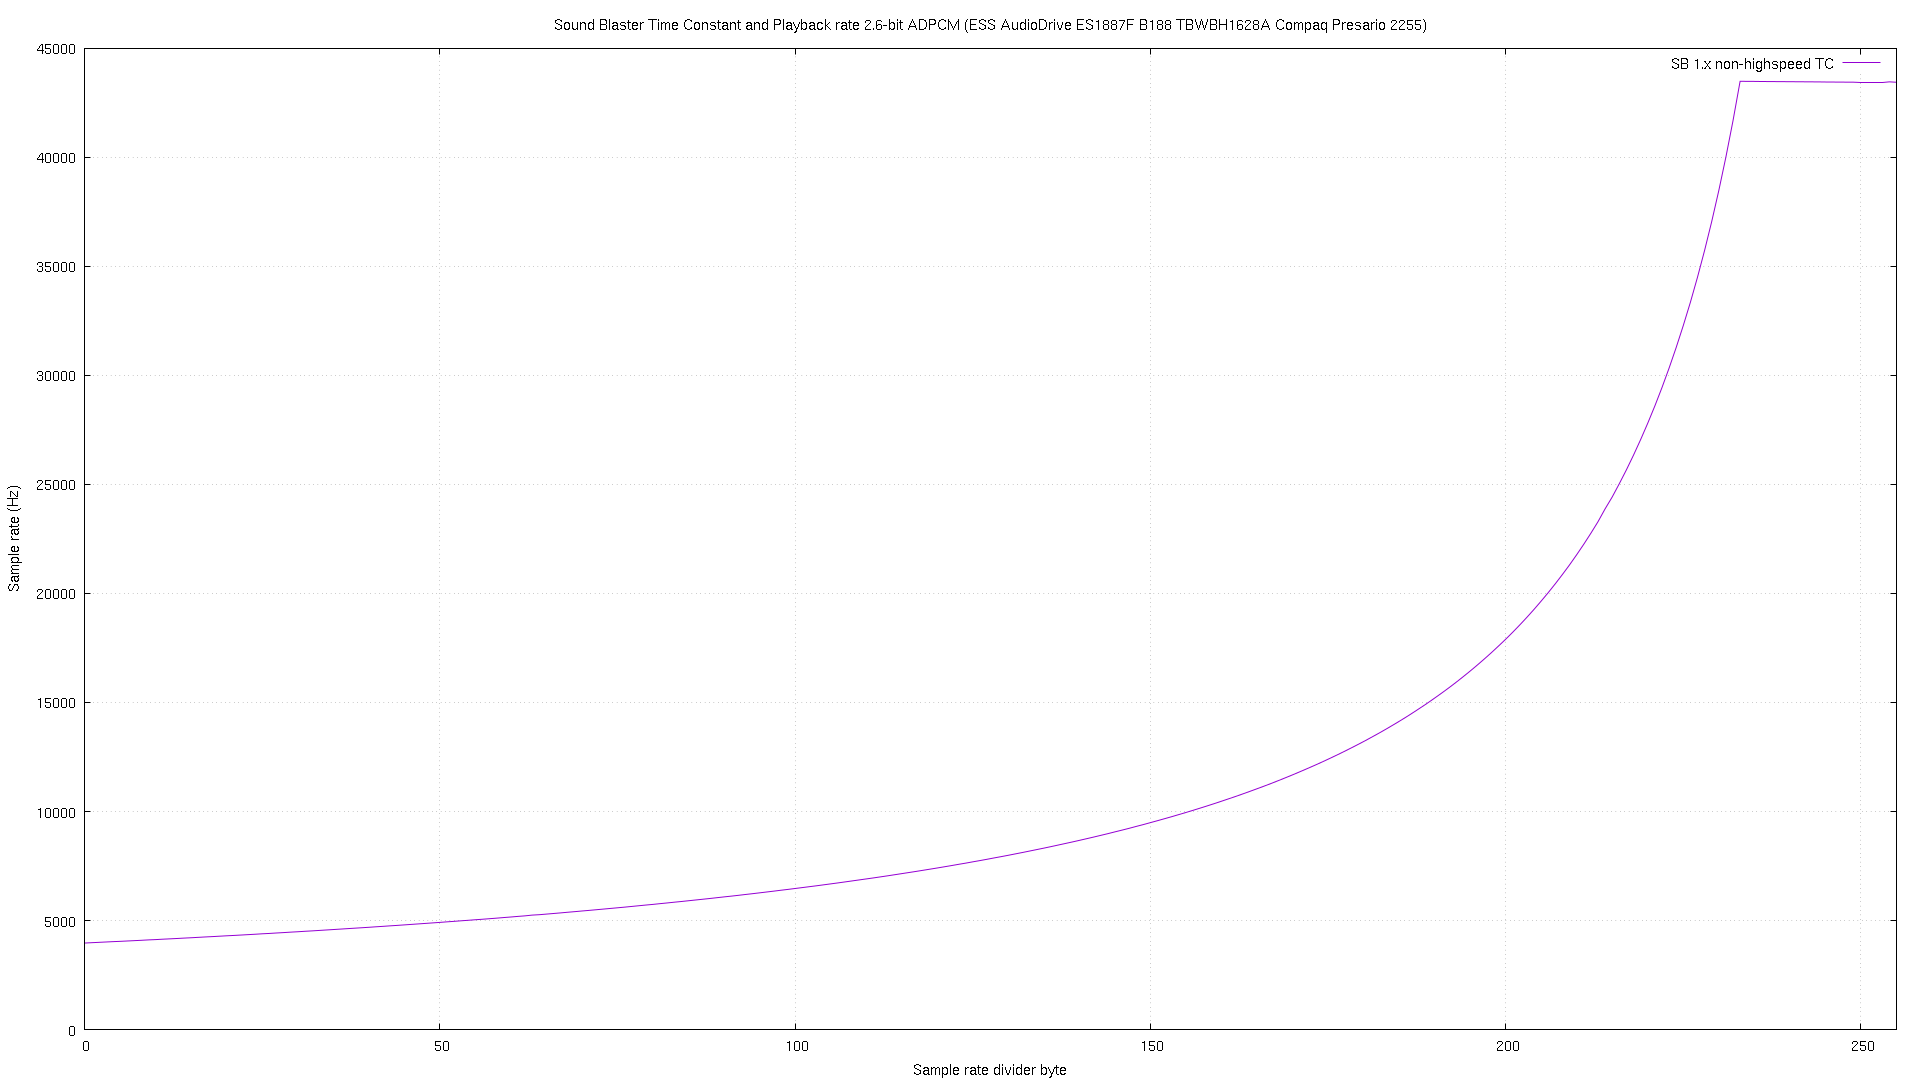 Sound Blaster Time Constant and Playback rate 2.6-bit ADPCM (ESS AudioDrive ES1887F B188 TBWBH1628A Compaq Presario 2255)
SB 1.x non-highspeed TC
45000
40000
35000
30000
25000
20000
15000
10000
5000
0
Sample rate (Hz)
0 50 100 150 200 250
Sample rate divider byte